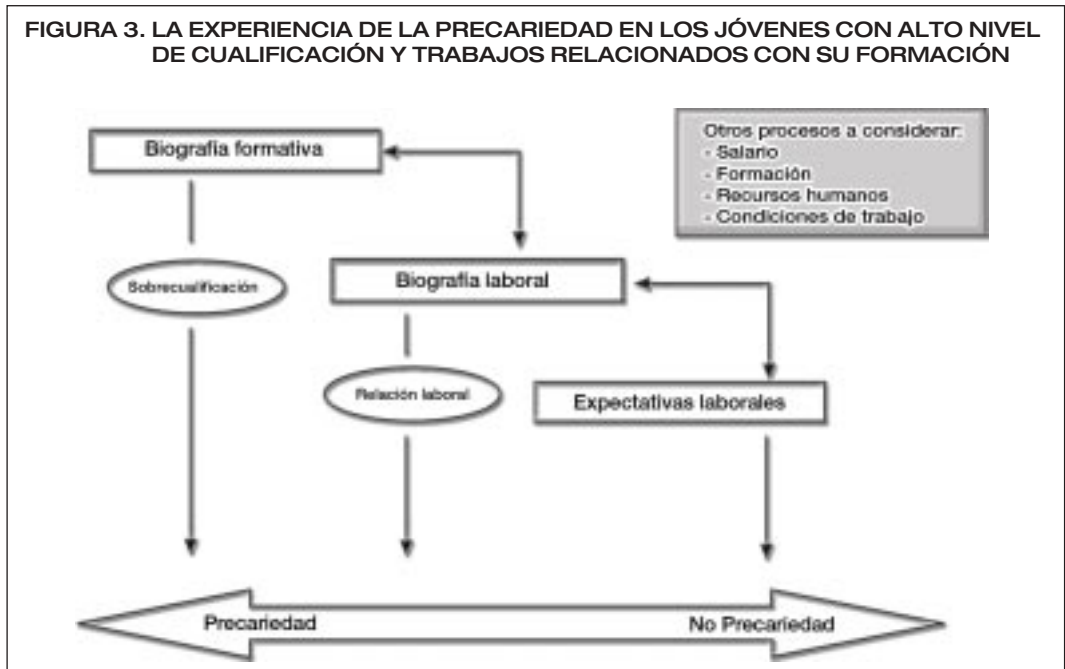 FIGURA 3. LA EXPERIENCIA DE LA PRECARIEDAD EN LOS JÓVENES CON ALTO NIVEL
DE CUALIFICACIÓN Y TRABAJOS RELACIONADOS CON SU FORMACIÓN
Biografía formativa
Otros procesos a considerar:
- Salario
- Formación
- Recursos humanos
- Condiciones de trabajo
Sobrecualificación
Biografía laboral
Relación laboral
Expectativas laborales
Precariedad
No Precariedad